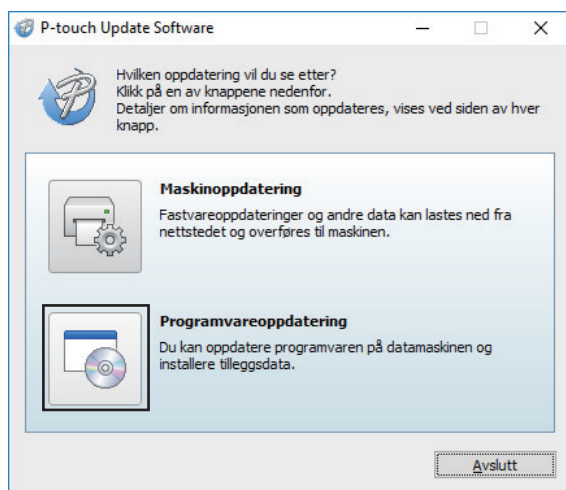 P-touch Update Software
Hvilken oppdatering vil du se etter?
Klikk på en av knappene nedenfor.
Detaljer om informasjonen som oppdateres, vises ved siden av hver
knapp.
Maskinoppdatering
Fastvareoppdateringer og andre data kan lastes ned fra
nettstedet og overføres til maskinen.
Programvareoppdatering
Du kan oppdatere programvaren på datamaskinen og
installere tilleggsdata.
Avslutt